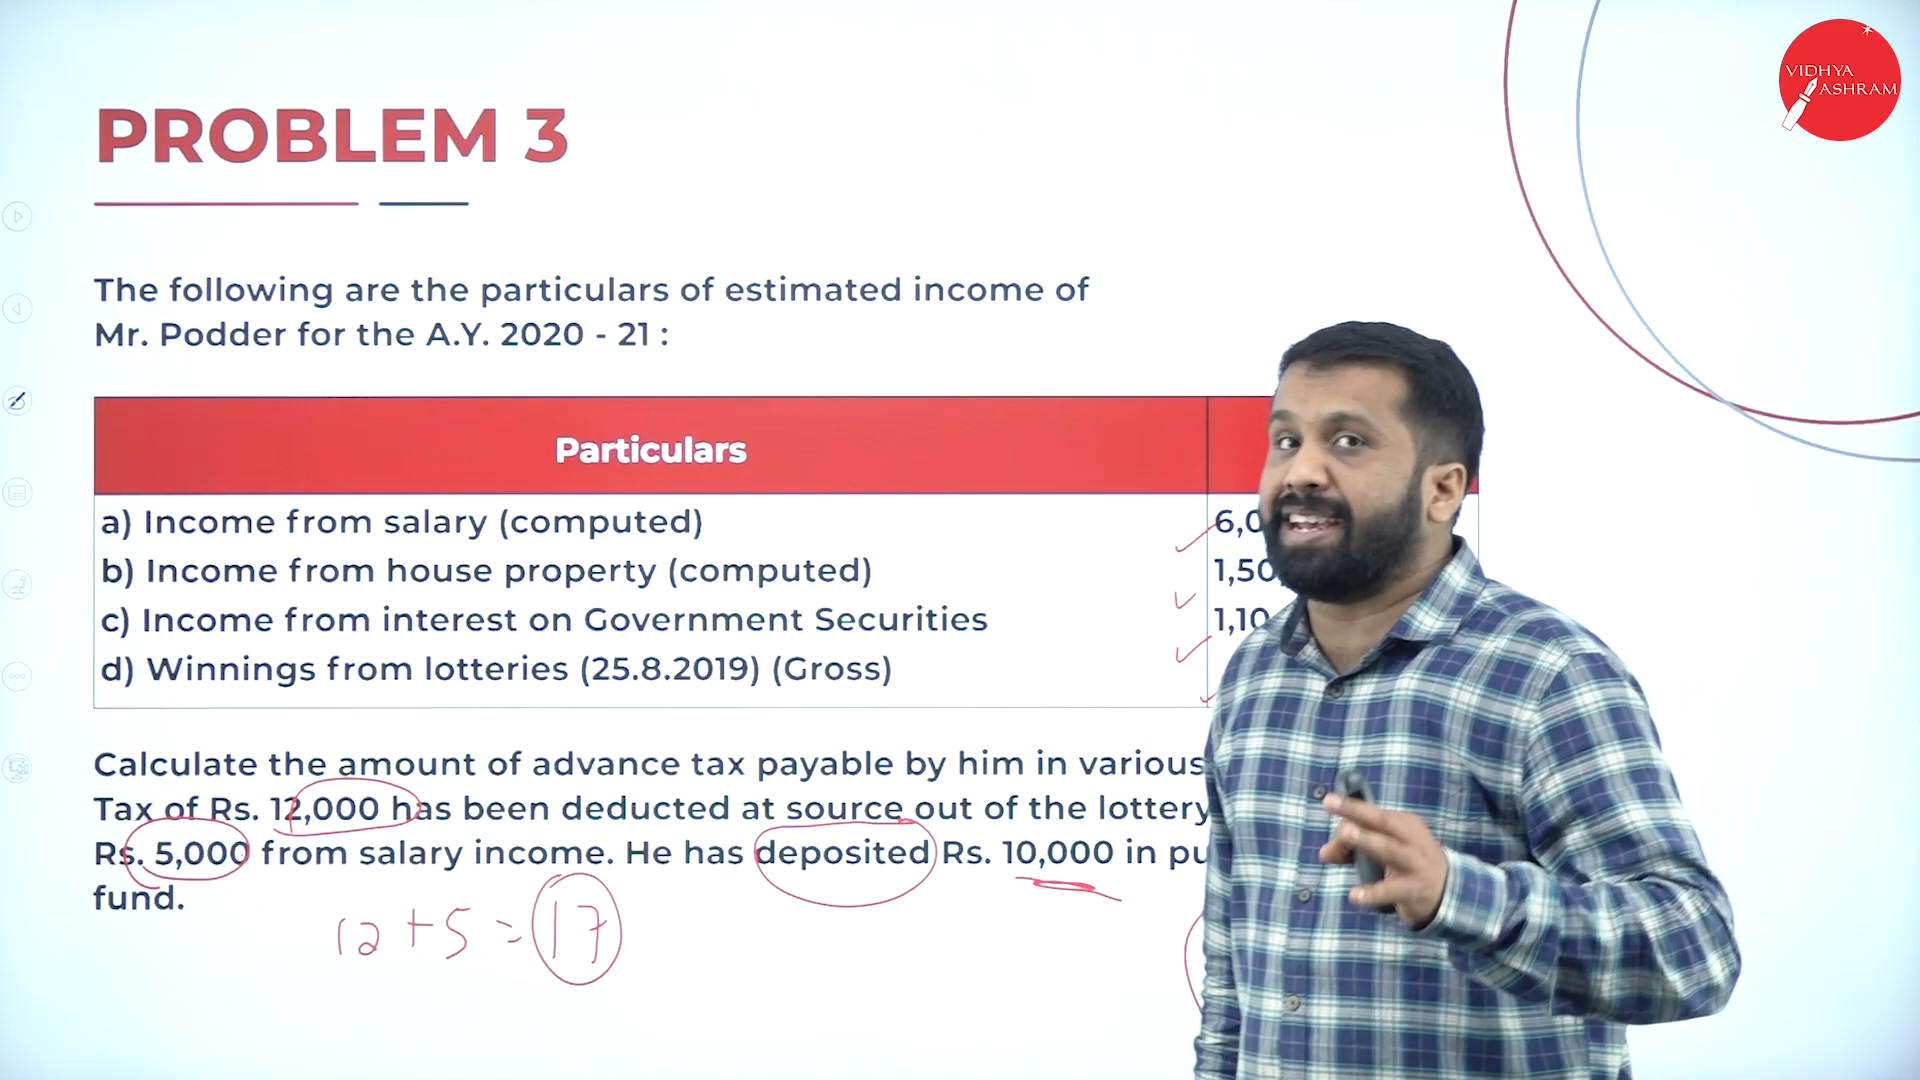 VIDHYA
ASHRAM
PROBLEM 3
The following are the particulars of estimated income of
Mr. Podder for the A.Y. 2020 - 21 :
Particulars
a) Income from salary (computed)
6,0
b) Income from house property (computed)
1,50
c) Income from interest on Government Securities
1,10
d) Winnings from lotteries (25.8.2019) (Gross)
Calculate the amount of advance tax payable by him in various
Tax of Rs. 12,000 has been deducted at source out of the lottery
Rs. 5,000 from salary income. He has deposited Rs. 10,000 in pu
fund.
12 + 5 = 17